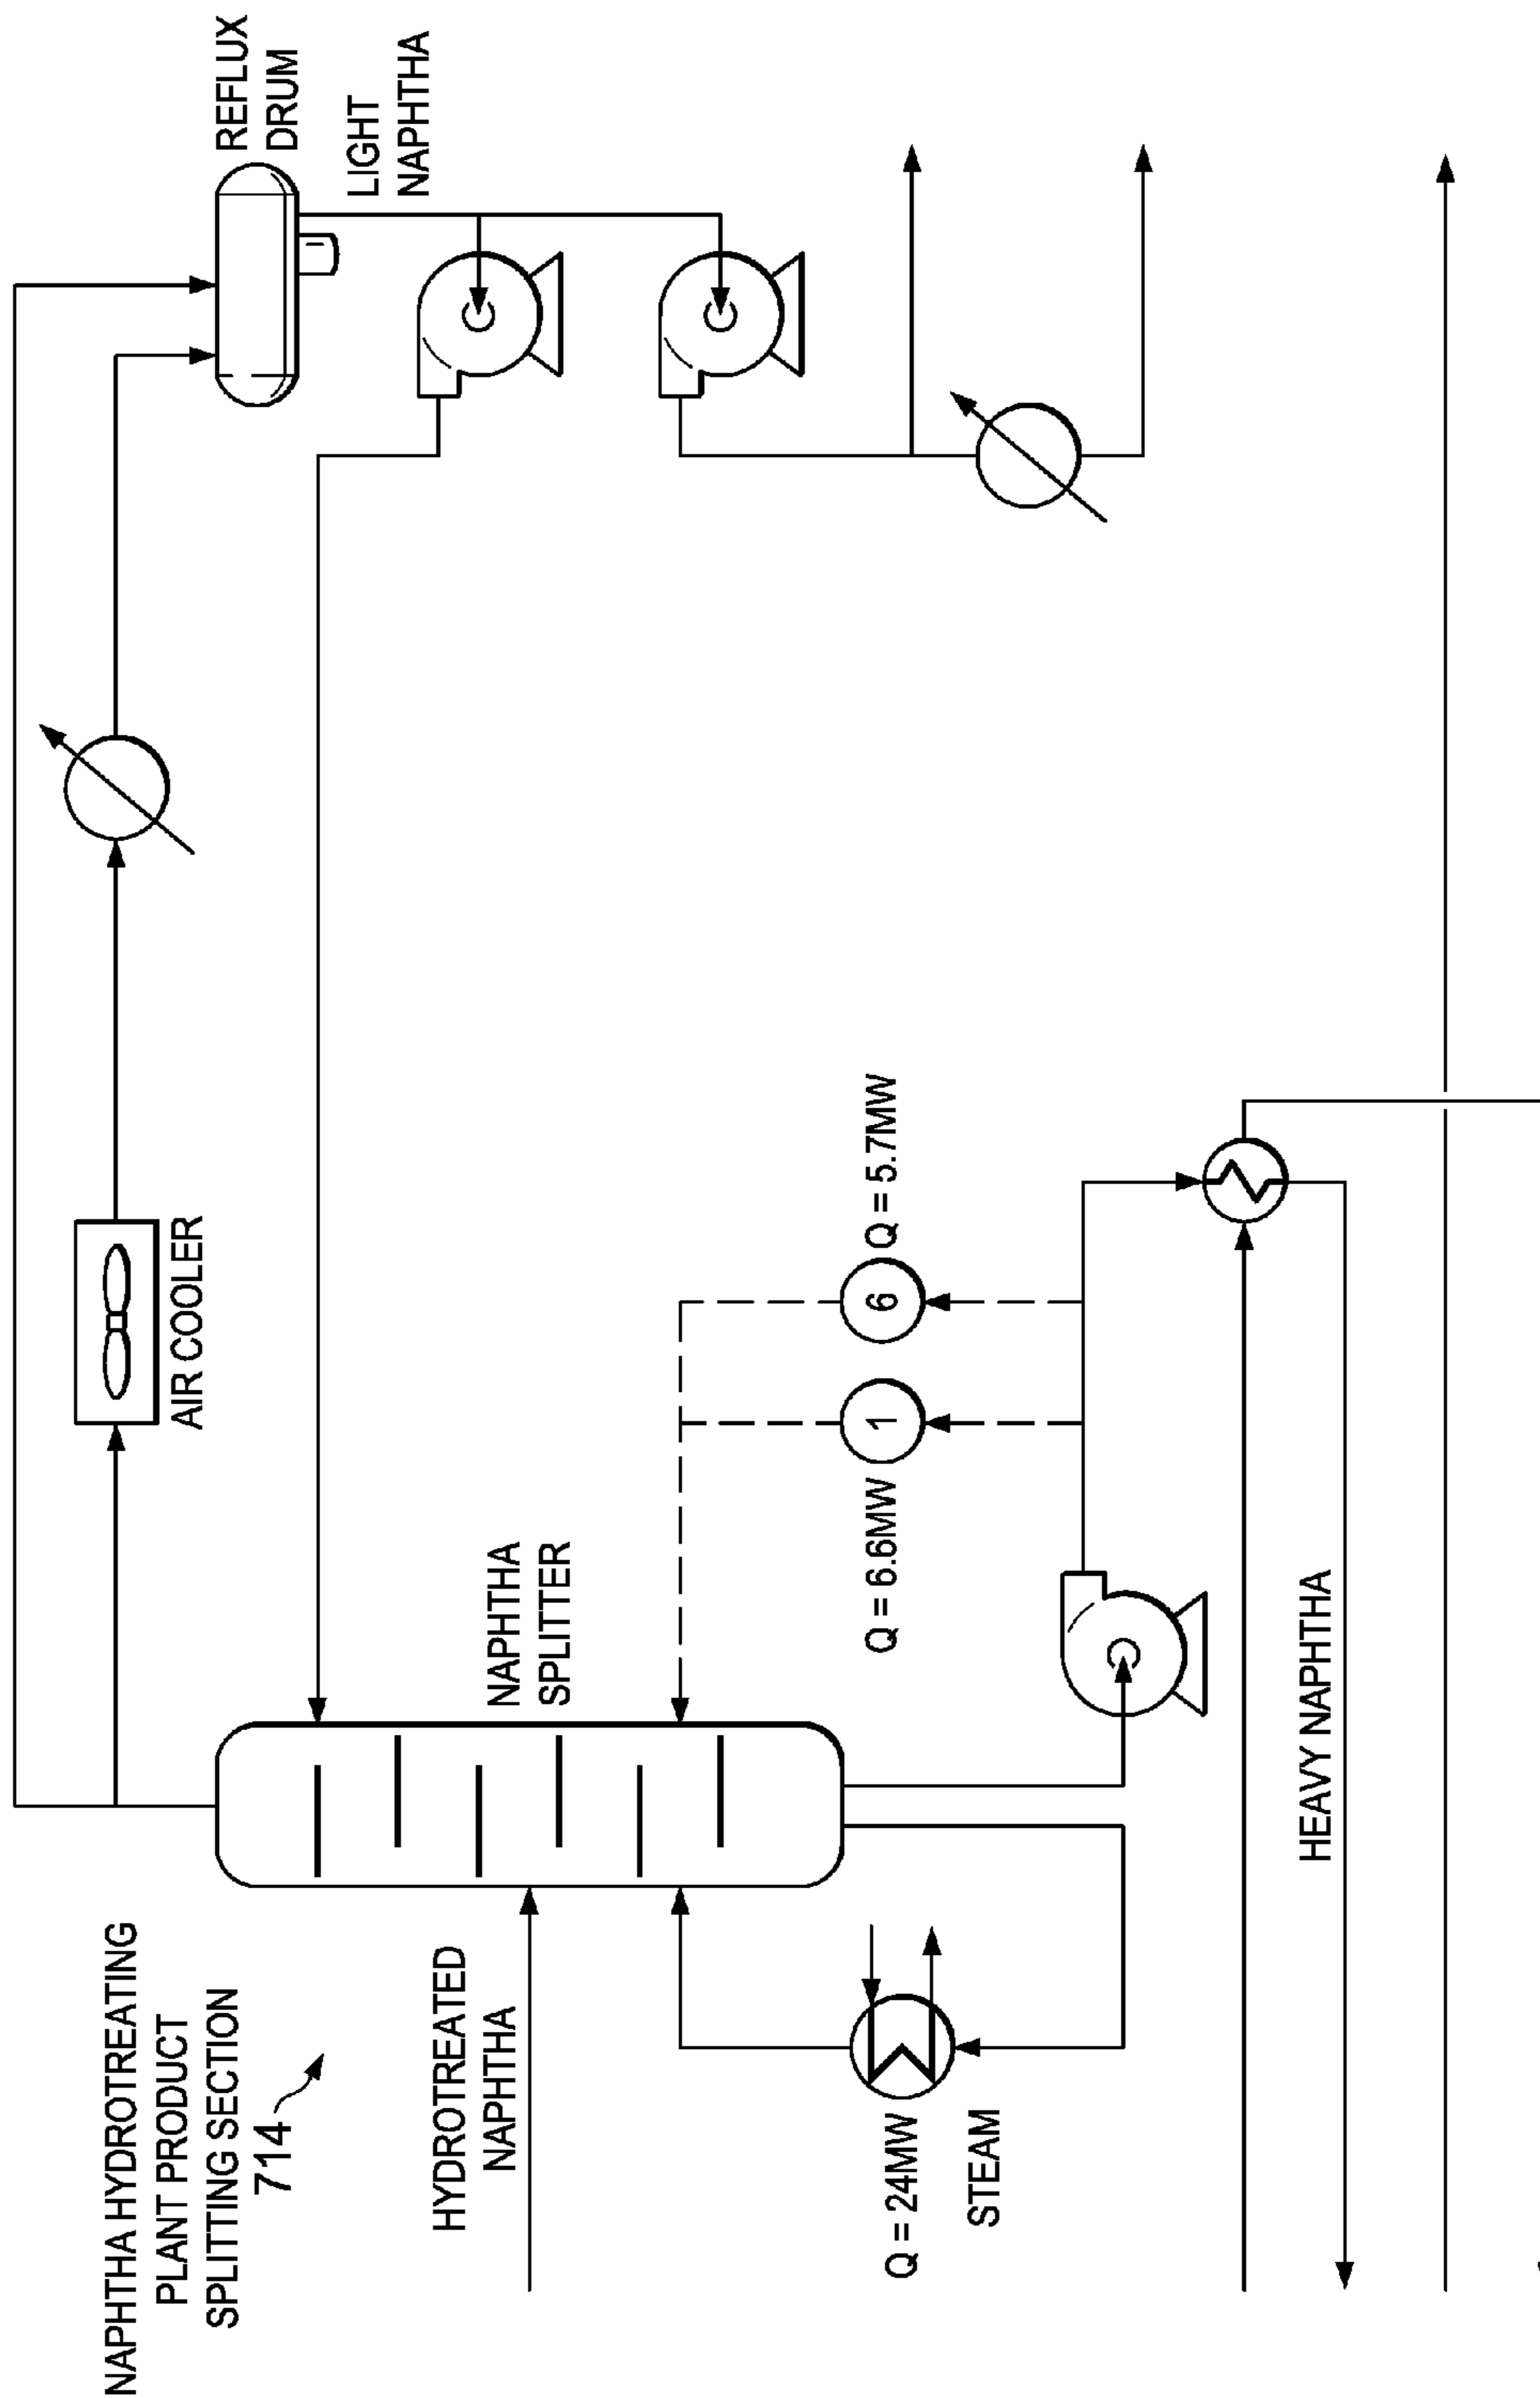 NAPHTHA HYDROTREATING
PLANT PRODUCT
SPLITTING SECTION
714
HYDROTREATED
NAPHTHA
Q = 24MW
STEAM
NAPHTHA
SPLITTER
AIR COOLER
REFLUX
DRUM
LIGHT
NAPHTHA
Q = 6.6MW
1
6
Q = 5.7MW
HEAVY NAPHTHA